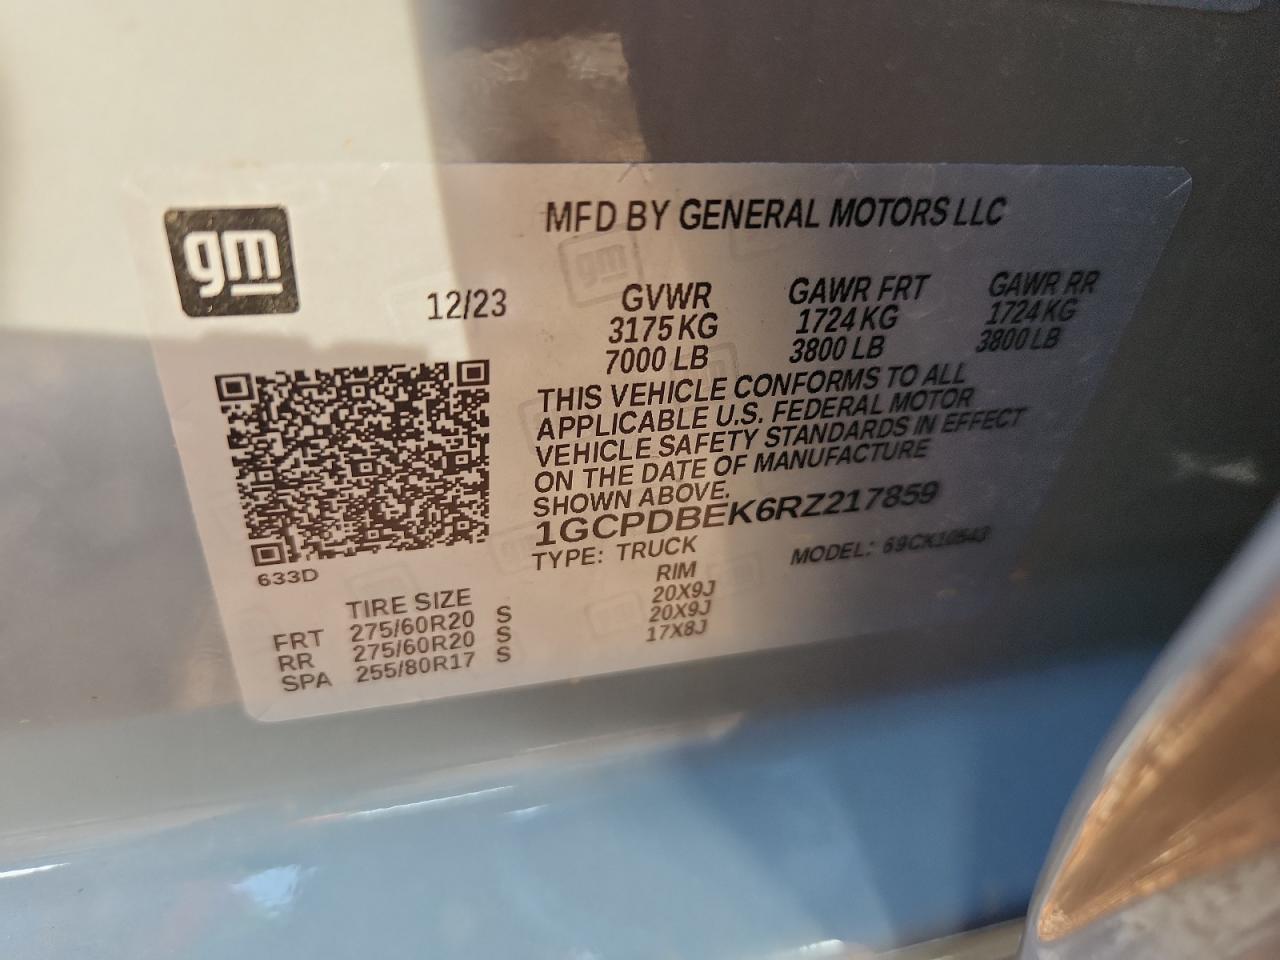 gm
MFD BY GENERAL MOTORS LLC
12/23
GVWR GAWR FRT GAWR RR
3175 KG 1724 KG 1724 KG
7000 LB 3800 LB 3800 LB
THIS VEHICLE CONFORMS TO ALL
APPLICABLE U.S. FEDERAL MOTOR
VEHICLE SAFETY STANDARDS IN EFFECT
ON THE DATE OF MANUFACTURE
SHOWN ABOVE.
1GCPDBEK6RZ217859
TYPE: TRUCK MODEL: 69CK10543
633D
TIRE SIZE RIM
FRT 275/60R20 S 20X9J
RR 275/60R20 S 20X9J
SPA 255/80R17 S 17X8J